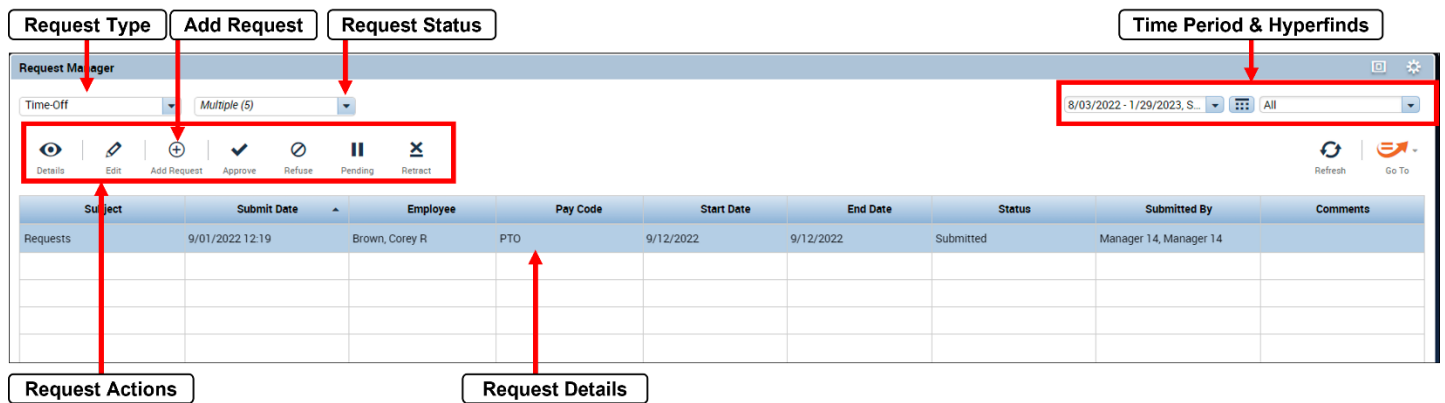 Request Type
Add Request
Request Status
Time Period & Hyperfinds
Request Manager
Time-Off
Multiple (5)
8/03/2022 - 1/29/2023, S...
All
Details
Edit
Add Request
Approve
Refuse
Pending
Retract
Refresh
Go To
Subject
Submit Date
Employee
Pay Code
Start Date
End Date
Status
Submitted By
Comments
Requests
9/01/2022 12:19
Brown, Corey R
PTO
9/12/2022
9/12/2022
Submitted
Manager 14, Manager 14
Request Actions
Request Details